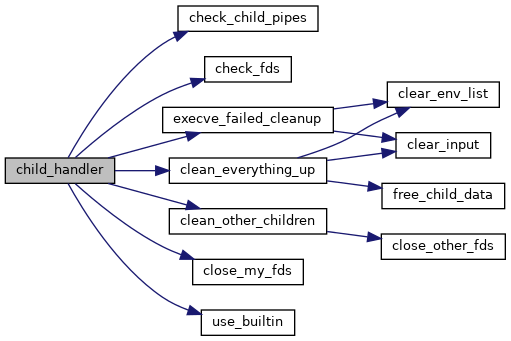 check_child_pipes
check_fds
clear_env_list
execve_failed_cleanup
clear_input
child_handler
clean_everything_up
free_child_data
clean_other_children
close_other_fds
close_my_fds
use_builtin